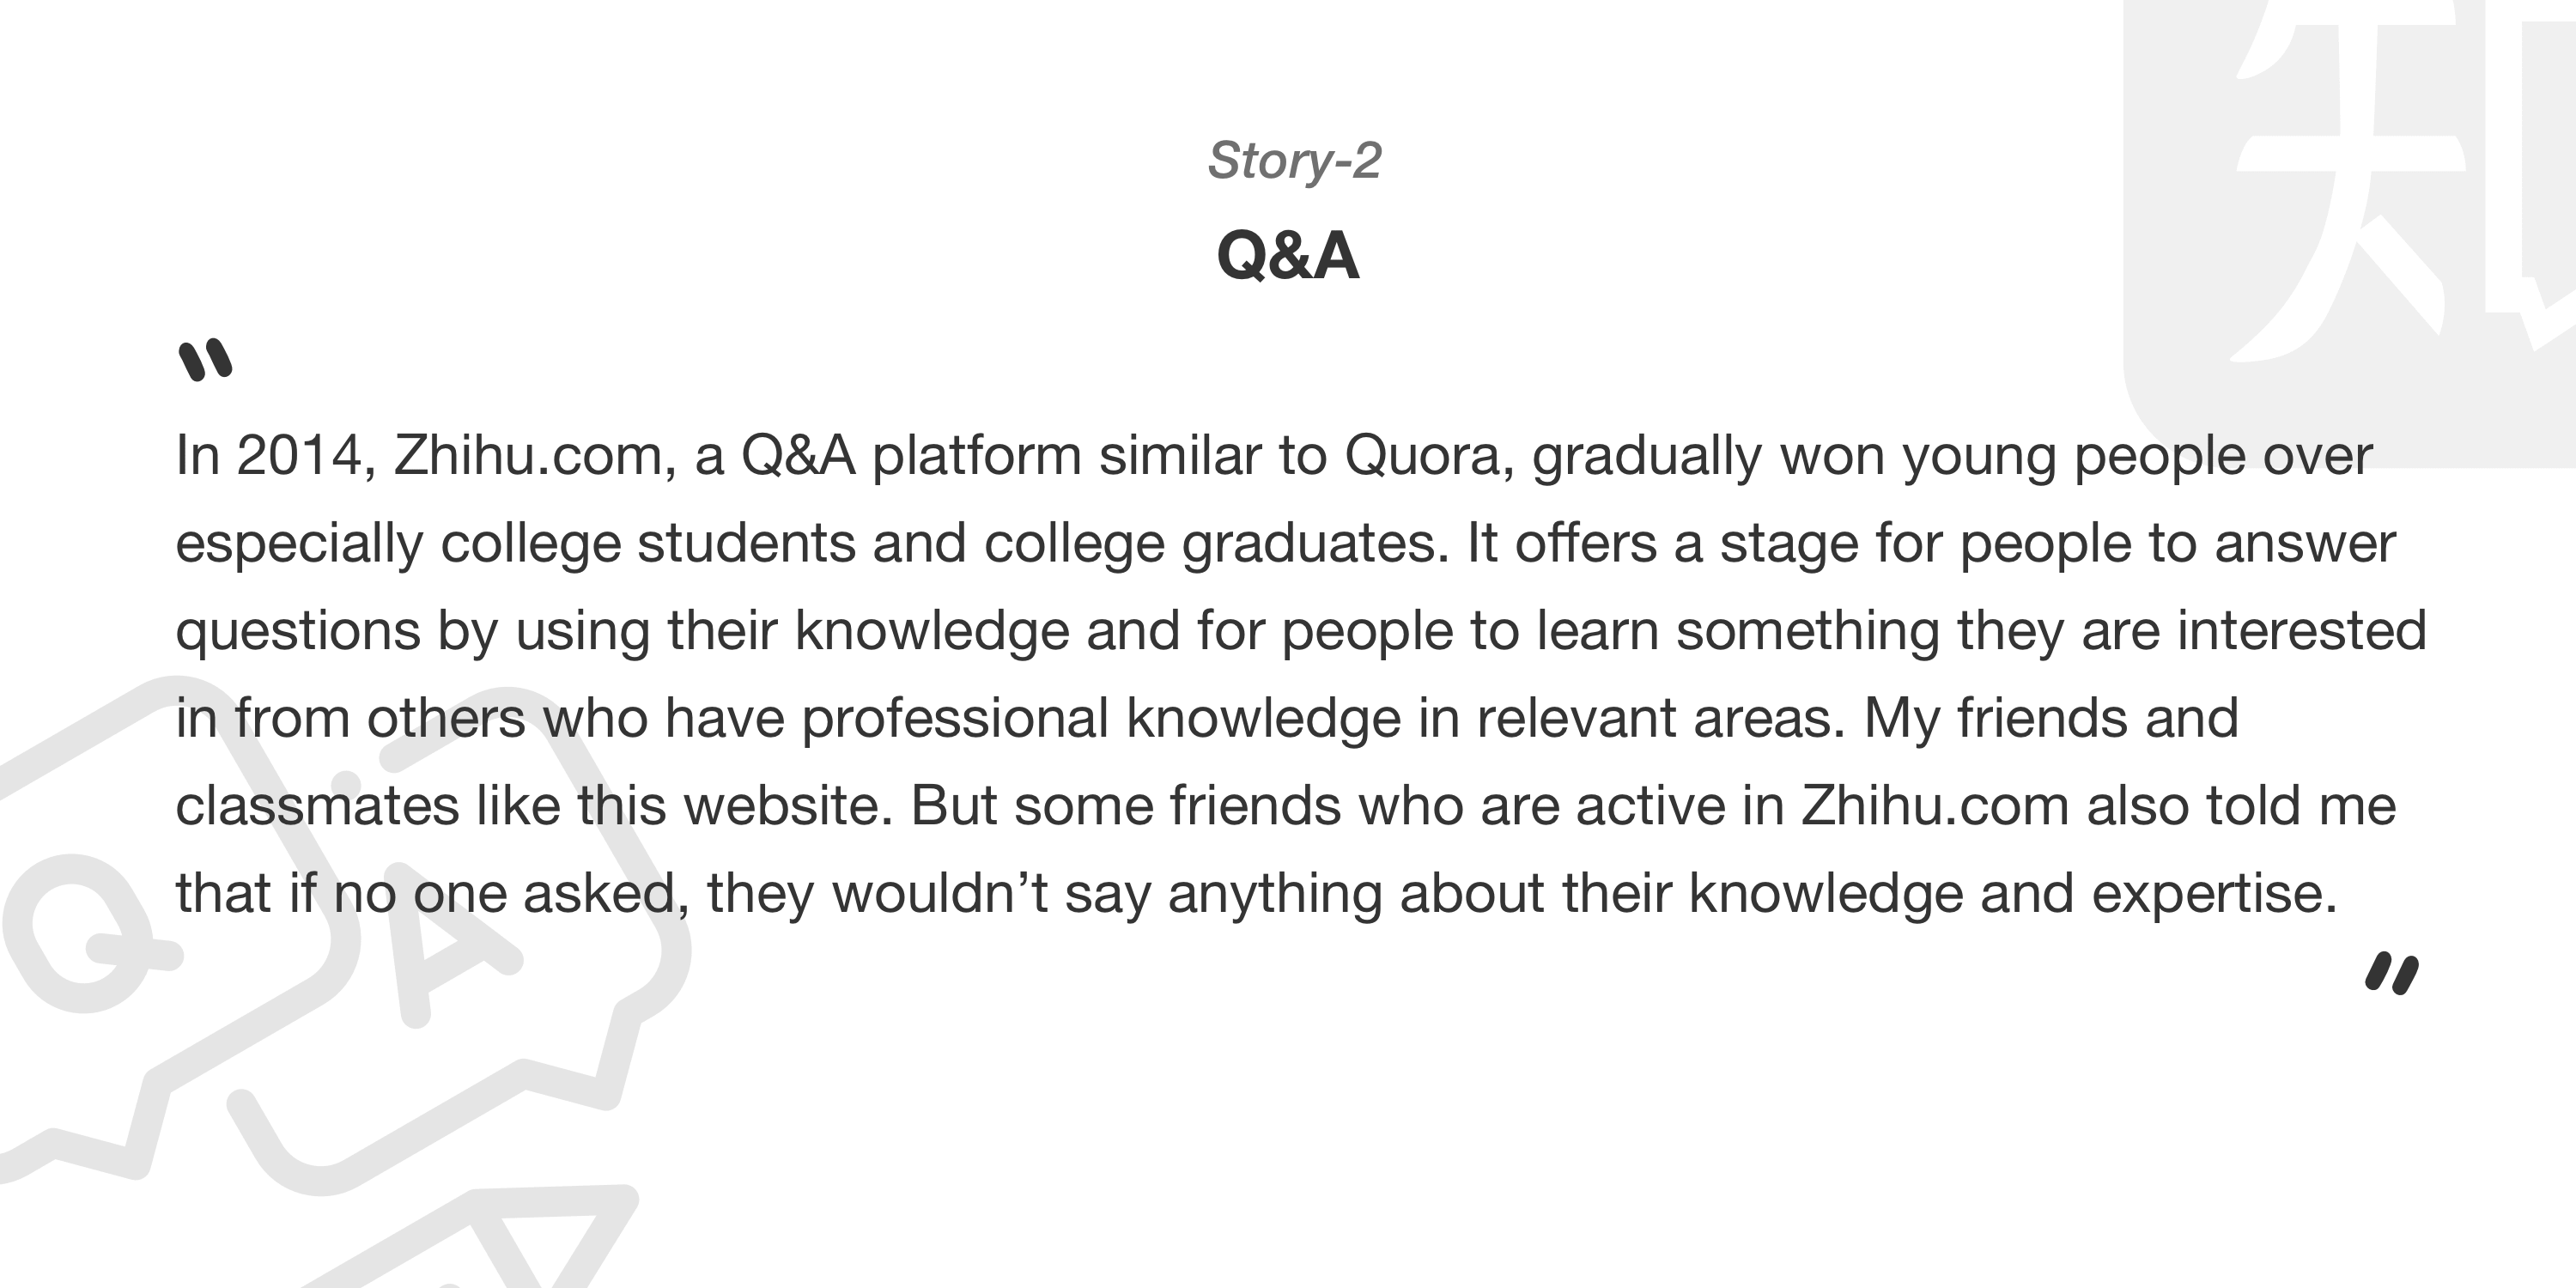 知
Story-2
Q&A
"
In 2014, Zhihu.com, a Q&A platform similar to Quora, gradually won young people over
especially college students and college graduates. It offers a stage for people to answer
questions by using their knowledge and for people to learn something they are interested
in from others who have professional knowledge in relevant areas. My friends and
classmates like this website. But some friends who are active in Zhihu.com also told me
that if no one asked, they wouldn’t say anything about their knowledge and expertise.
"
Q
A